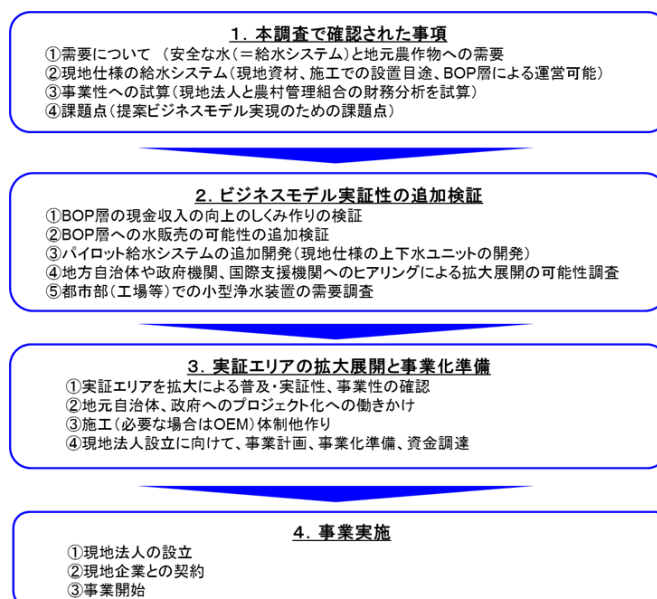 1．本調査で確認された事項
①需要について （安全な水（＝給水システム）と地元農作物への需要
②現地仕様の給水システム（現地資材、施工での設置目途、BOP層による運営可能）
③事業性への試算（現地法人と農村管理組合の財務分析を試算）
④課題点（提案ビジネスモデル実現のための課題点）
2．ビジネスモデル実証性の追加検証
①BOP層の現金収入の向上のしくみ作りの検証
②BOP層への水販売の可能性の追加検証
③パイロット給水システムの追加開発（現地仕様の上下水ユニットの開発）
④地方自治体や政府機関、国際支援機関へのヒアリングによる拡大展開の可能性調査
⑤都市部（工場等）での小型浄水装置の需要調査
3．実証エリアの拡大展開と事業化準備
①実証エリアを拡大による普及・実証性、事業性の確認
②地元自治体、政府へのプロジェクト化への働きかけ
③施工（必要な場合はOEM）体制他作り
④現地法人設立に向けて、事業計画、事業化準備、資金調達
4．事業実施
①現地法人の設立
②現地企業との契約
③事業開始